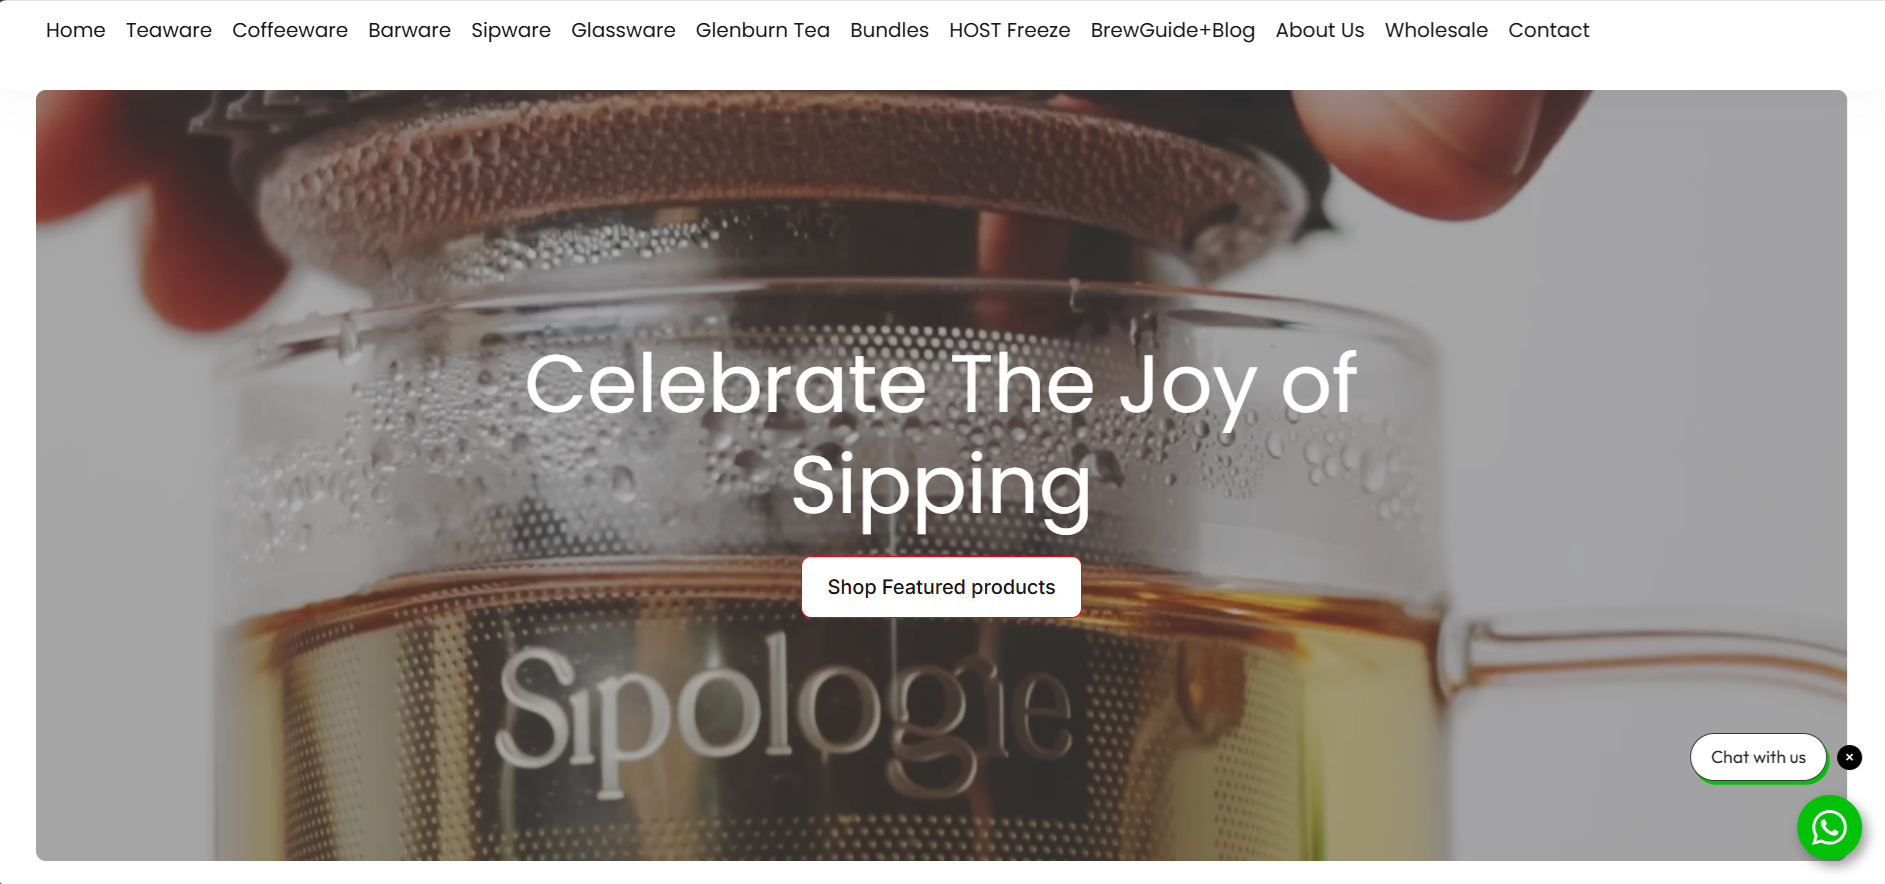 Home Teaware Coffeeware Barware Sipware Glassware Glenburn Tea Bundles HOST Freeze BrewGuide+Blog About Us Wholesale Contact
Celebrate The Joy of
Sipping
Shop Featured products
Sipologie
Chat with us